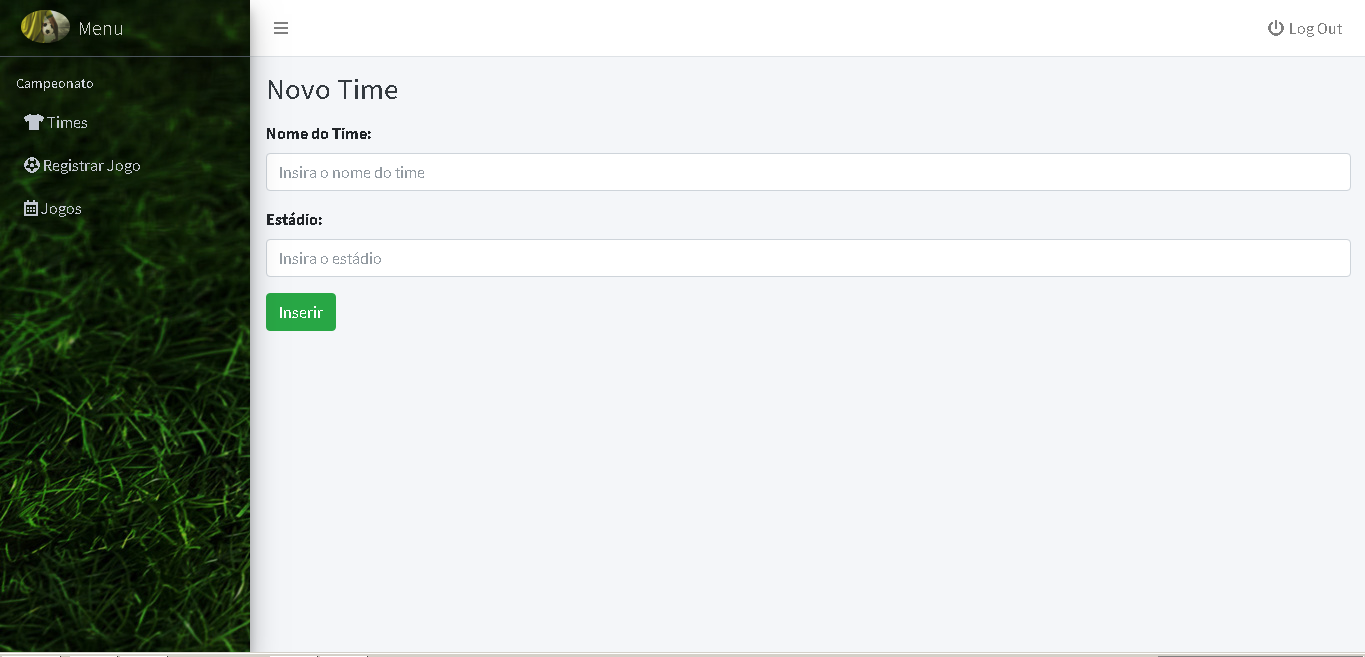 Menu
Log Out
Campeonato
Times
Registrar Jogo
Jogos
Novo Time
Nome do Time:
Insira o nome do time
Estádio:
Insira o estádio
Inserir